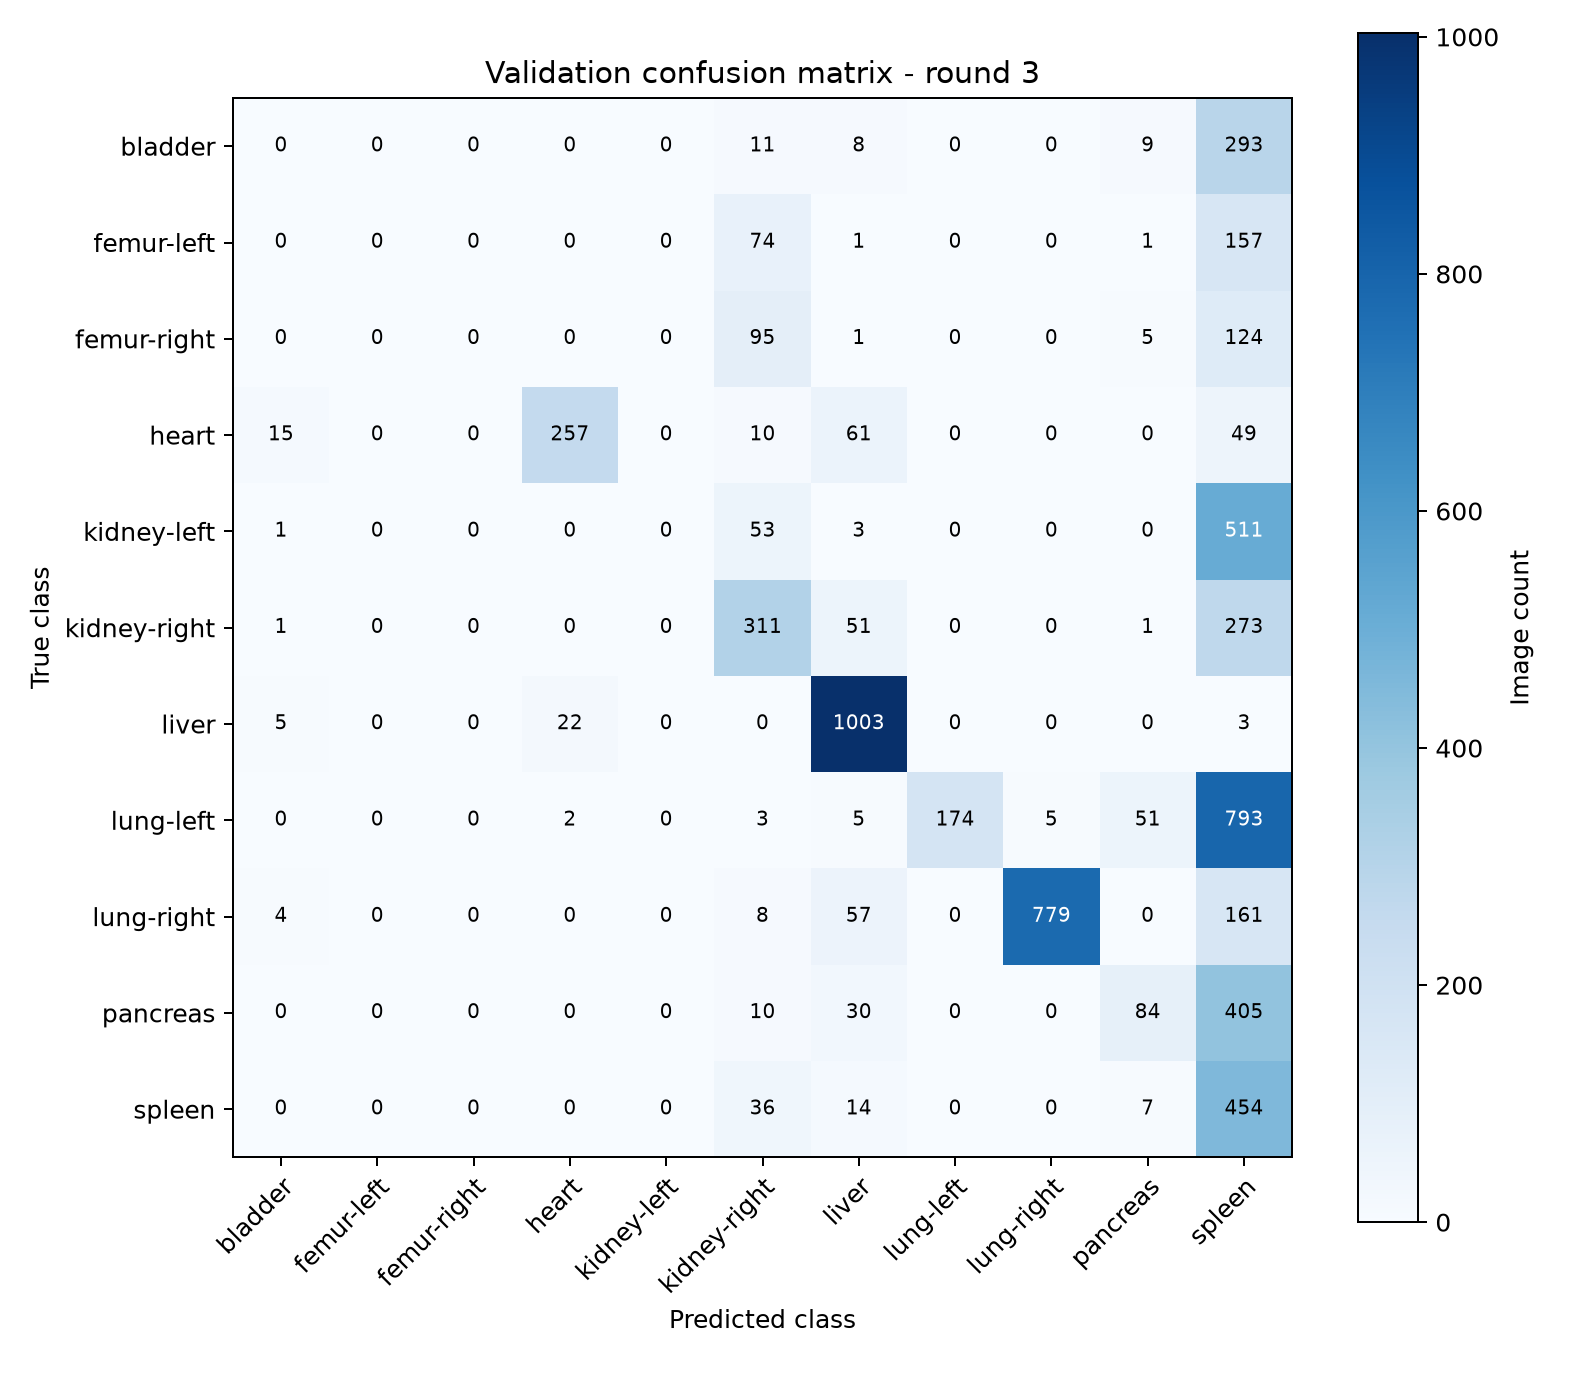 Validation confusion matrix - round 3
bladder 0 0 0 0 0 11 8 0 0 9 293
femur-left 0 0 0 0 0 74 1 0 0 1 157
femur-right 0 0 0 0 0 95 1 0 0 5 124
heart 15 0 0 257 0 10 61 0 0 0 49
kidney-left 1 0 0 0 0 53 3 0 0 0 511
kidney-right 1 0 0 0 0 311 51 0 0 1 273
liver 5 0 0 22 0 0 1003 0 0 0 3
lung-left 0 0 0 2 0 3 5 174 5 51 793
lung-right 4 0 0 0 0 8 57 0 779 0 161
pancreas 0 0 0 0 0 10 30 0 0 84 405
spleen 0 0 0 0 0 36 14 0 0 7 454
bladder femur-left femur-right heart kidney-left kidney-right liver lung-left lung-right pancreas spleen
Predicted class
True class
1000
800
600
400
200
0
Image count